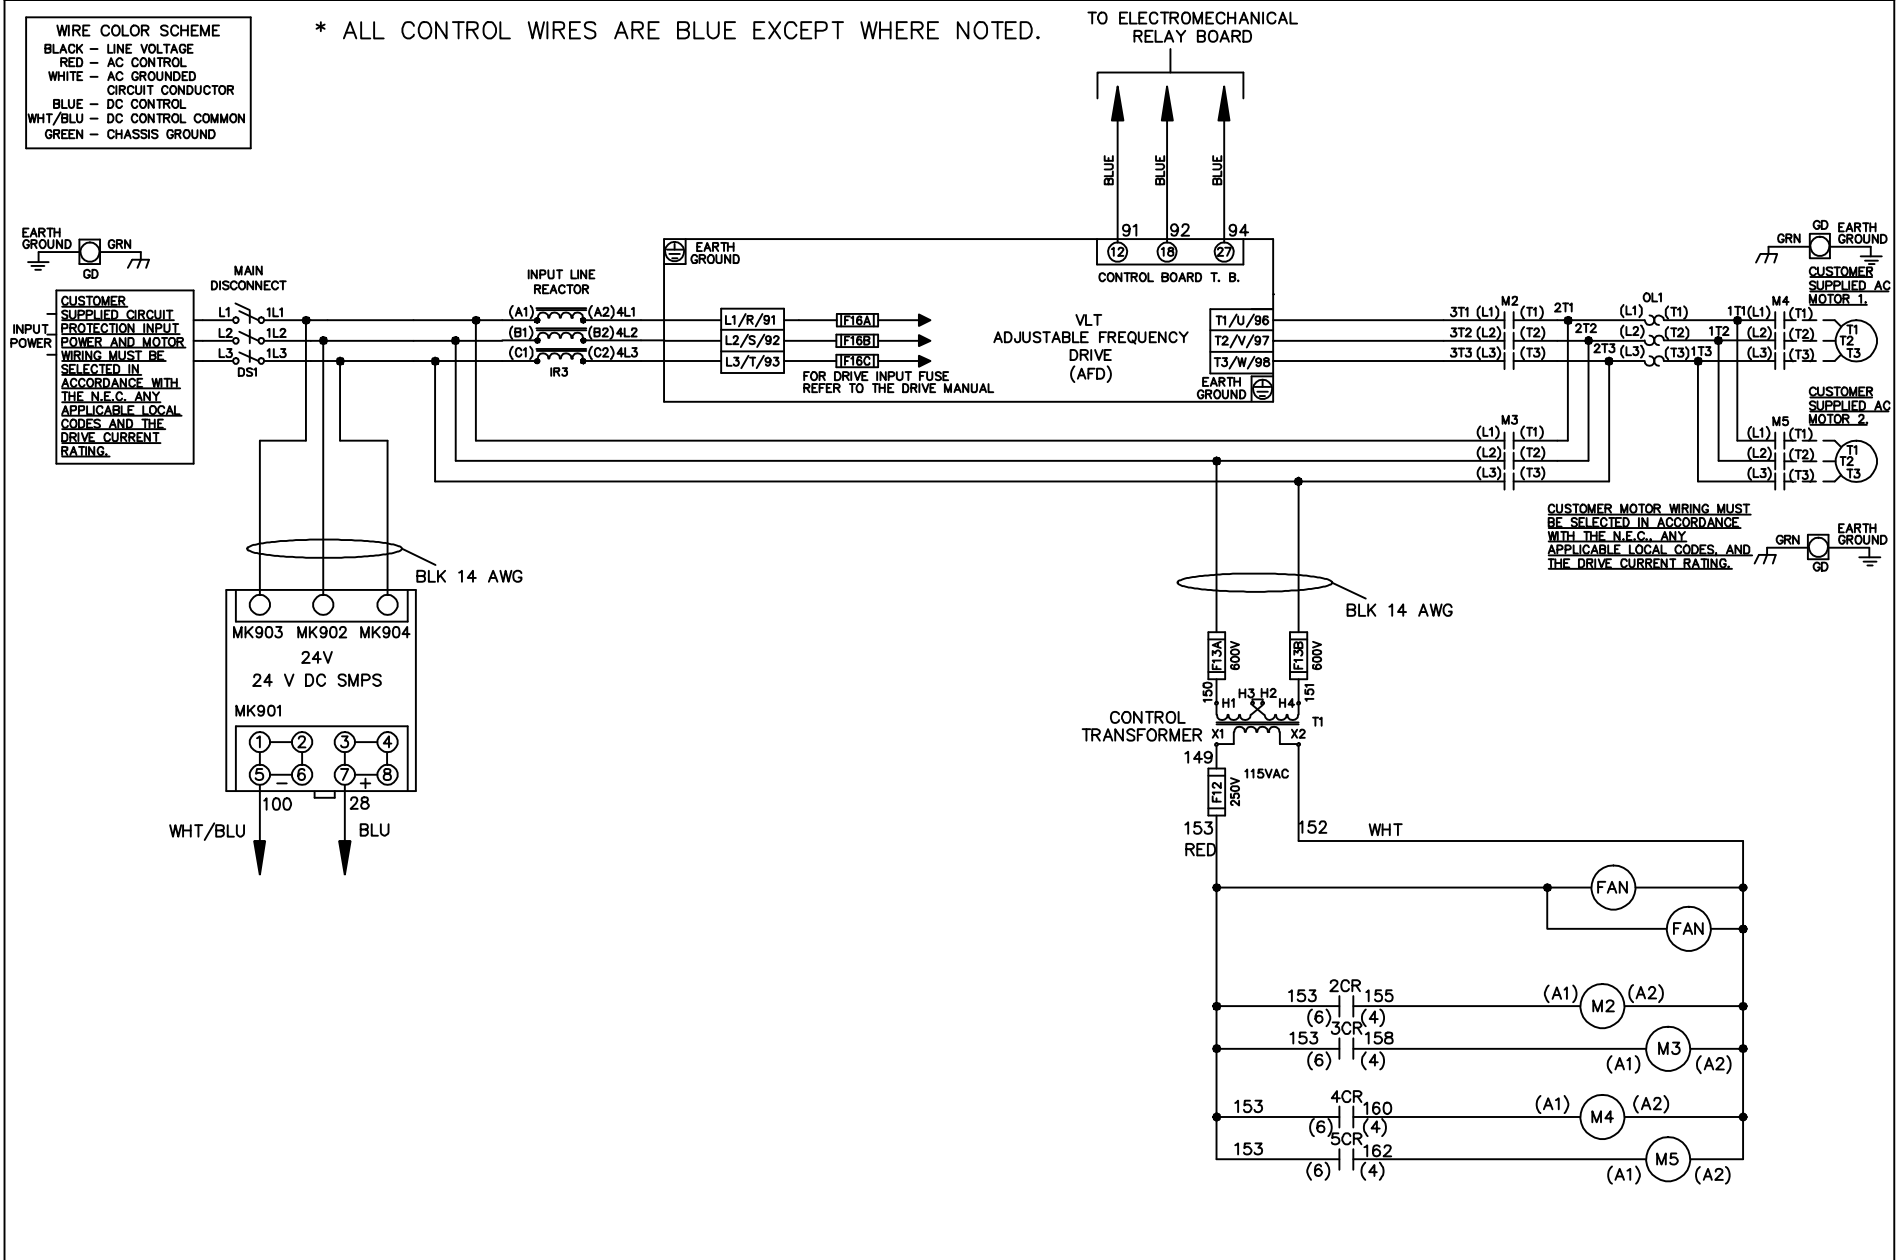 WIRE COLOR SCHEME
BLACK – LINE VOLTAGE
RED – AC CONTROL
WHITE – AC GROUNDED
CIRCUIT CONDUCTOR
BLUE – DC CONTROL
WHT/BLU – DC CONTROL COMMON
GREEN – CHASSIS GROUND
* ALL CONTROL WIRES ARE BLUE EXCEPT WHERE NOTED.
TO ELECTROMECHANICAL
RELAY BOARD
BLUE BLUE BLUE
91 92 94
12 18 27
CONTROL BOARD T. B.
EARTH
GROUND
GRN
GD
CUSTOMER
SUPPLIED CIRCUIT
PROTECTION INPUT
POWER AND MOTOR
WIRING MUST BE
SELECTED IN
ACCORDANCE WITH
THE N.E.C. ANY
APPLICABLE LOCAL
CODES AND THE
DRIVE CURRENT
RATING.
INPUT
POWER
MAIN
DISCONNECT
L1 1L1
L2 1L2
L3 1L3
DS1
INPUT LINE
REACTOR
(A1) (A2) 4L1
(B1) (B2) 4L2
(C1) (C2) 4L3
IR3
EARTH
GROUND
L1/R/91
L2/S/92
L3/T/93
IF16A
IF16B
IF16C
FOR DRIVE INPUT FUSE
REFER TO THE DRIVE MANUAL
VLT
ADJUSTABLE FREQUENCY
DRIVE
(AFD)
T1/U/96
T2/V/97
T3/W/98
EARTH
GROUND
M2
3T1 (L1) (T1) 2T1
3T2 (L2) (T2) 2T2
3T3 (L3) (T3) 2T3
OL1
(L1) (T1) 1T1
(L2) (T2) 1T2
(L3) (T3) 1T3
M4
(L1) (T1)
(L2) (T2)
(L3) (T3)
T1
T2
T3
GRN
GD
EARTH
GROUND
CUSTOMER
SUPPLIED AC
MOTOR 1.
M3
(L1) (T1)
(L2) (T2)
(L3) (T3)
CUSTOMER
SUPPLIED AC
MOTOR 2.
M5
(L1) (T1)
(L2) (T2)
(L3) (T3)
T1
T2
T3
CUSTOMER MOTOR WIRING MUST
BE SELECTED IN ACCORDANCE
WITH THE N.E.C., ANY
APPLICABLE LOCAL CODES, AND
THE DRIVE CURRENT RATING.
GRN
GD
EARTH
GROUND
BLK 14 AWG
MK903 MK902 MK904
24V
24 V DC SMPS
MK901
1 2 3 4
5 – 6 7 + 8
100 28
WHT/BLU BLU
BLK 14 AWG
F13A 600V
F13B 600V
150 151
H1 H3 H2 H4
T1
CONTROL
TRANSFORMER
X1 X2
149
115VAC
F12 250V
153
RED
152 WHT
FAN
FAN
2CR
153 155 (A1) M2 (A2)
(6) (4)
3CR
153 158 M3
(6) (4) (A1) (A2)
4CR
153 160 (A1) M4 (A2)
(6) (4)
5CR
153 162 M5
(6) (4) (A1) (A2)